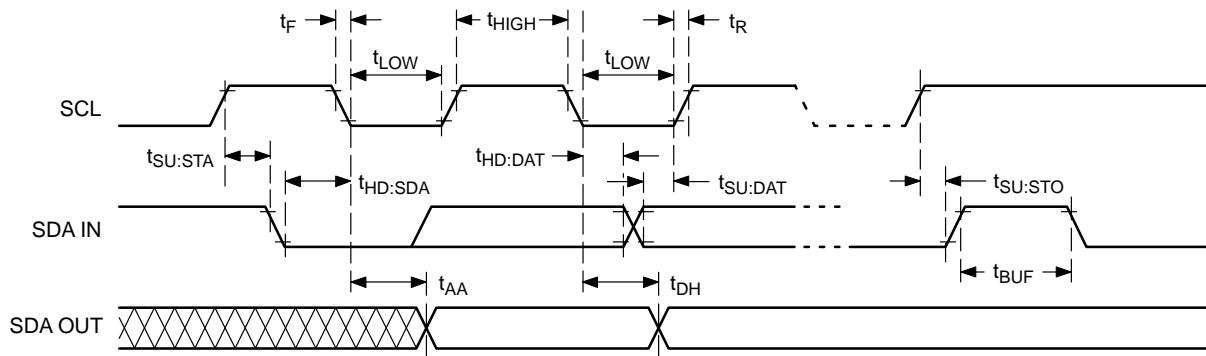 tF
tHIGH
tR
tLOW
tLOW
SCL
tSU:STA
tHD:DAT
tHD:SDA
tSU:DAT
tSU:STO
SDA IN
tBUF
tAA
tDH
SDA OUT